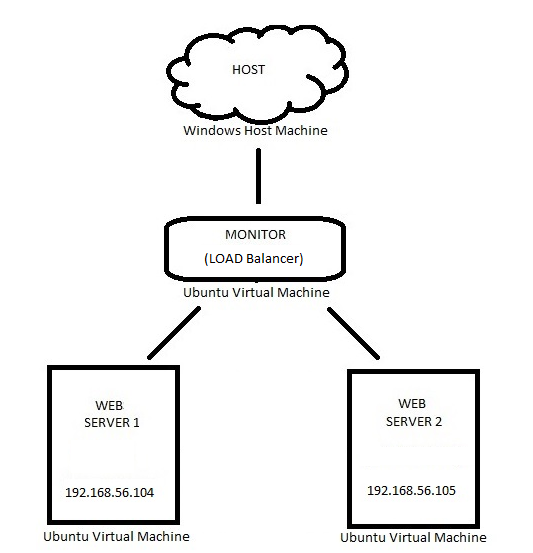 HOST
Windows Host Machine
MONITOR
(LOAD Balancer)
Ubuntu Virtual Machine
WEB
SERVER 1
192.168.56.104
Ubuntu Virtual Machine
WEB
SERVER 2
192.168.56.105
Ubuntu Virtual Machine